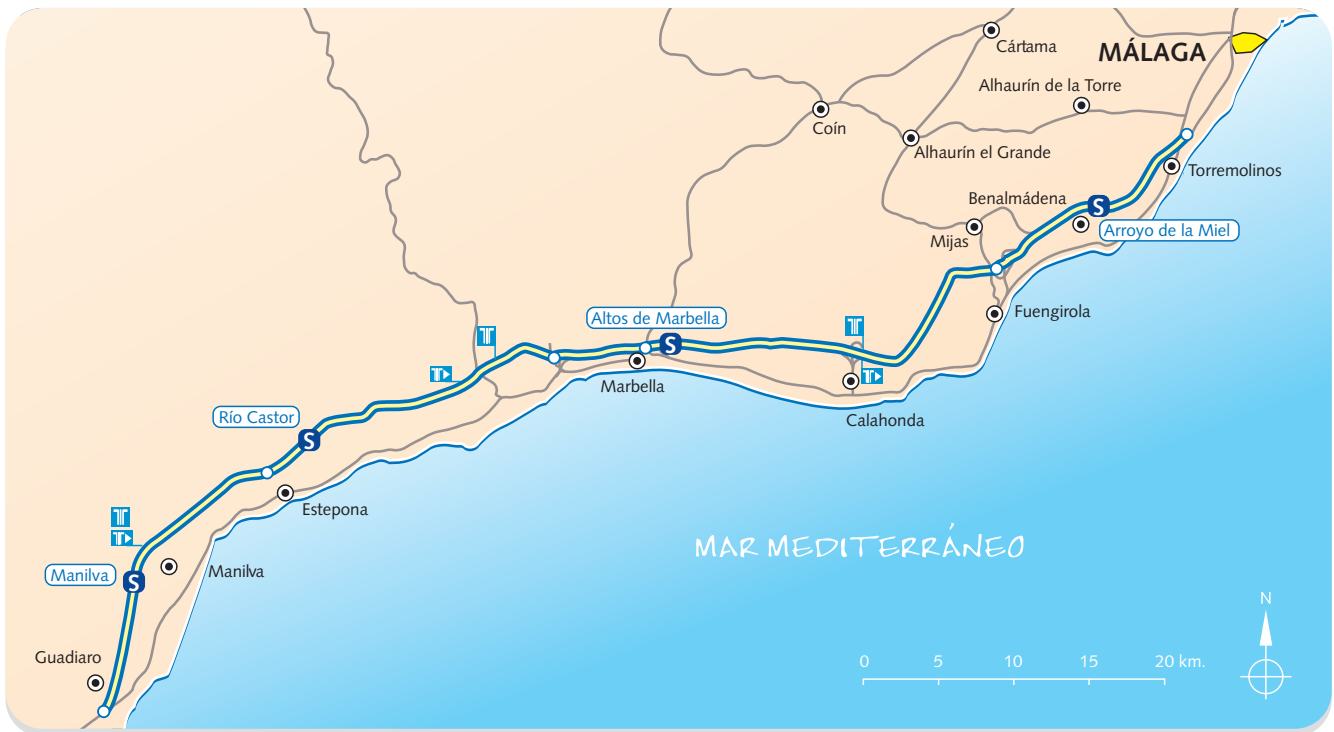 Cártama
MÁLAGA
Alhaurín de la Torre
Coín
Alhaurín el Grande
Torremolinos
Benalmádena
S
Arroyo de la Miel
Mijas
Fuengirola
Altos de Marbella
S
T
T
T
T
Marbella
Calahonda
Río Castor
S
Estepona
T
T
Manilva
S
Manilva
MAR MEDITERRÁNEO
N
Guadiaro
0 5 10 15 20 km.